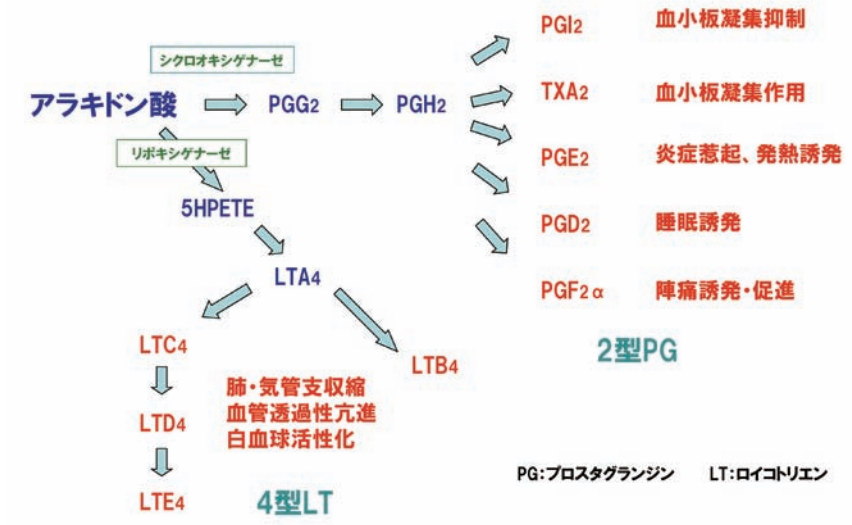 シクロオキシゲナーゼ
アラキドン酸
PGG2
PGH2
リポキシゲナーゼ
5HPETE
LTA4
LTC4
LTB4
LTD4
LTE4
肺・気管支収縮
血管透過性亢進
白血球活性化
4型LT
PGI2 血小板凝集抑制
TXA2 血小板凝集作用
PGE2 炎症惹起、発熱誘発
PGD2 睡眠誘発
PGF2α 陣痛誘発・促進
2型PG
PG:プロスタグランジン LT:ロイコトリエン